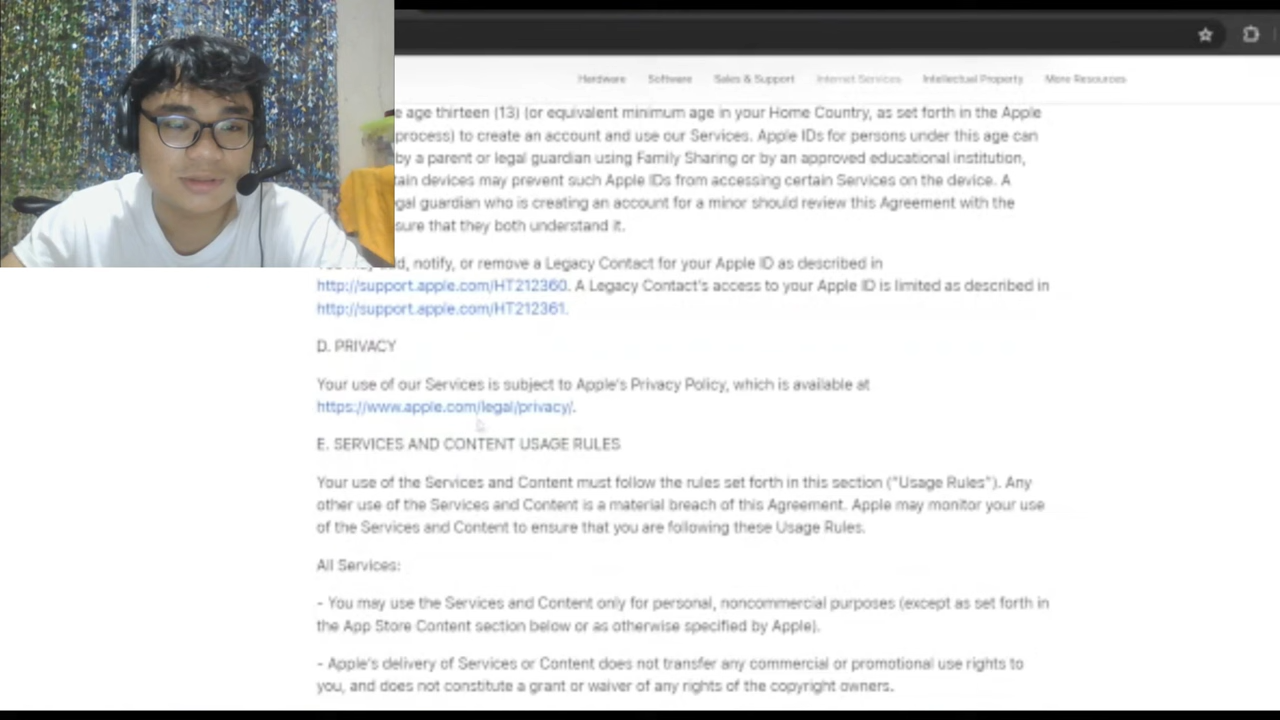 Hardware Software Sales & Support Internet Services Intellectual Property More Resources
e age thirteen (13) (or equivalent minimum age in your Home Country, as set forth in the Apple
process) to create an account and use our Services. Apple IDs for persons under this age can
by a parent or legal guardian using Family Sharing or by an approved educational institution,
tain devices may prevent such Apple IDs from accessing certain Services on the device. A
gal guardian who is creating an account for a minor should review this Agreement with the
sure that they both understand it.
You may add, notify, or remove a Legacy Contact for your Apple ID as described in
http://support.apple.com/HT212360. A Legacy Contact's access to your Apple ID is limited as described in
http://support.apple.com/HT212361.
D. PRIVACY
Your use of our Services is subject to Apple's Privacy Policy, which is available at
https://www.apple.com/legal/privacy/.
E. SERVICES AND CONTENT USAGE RULES
Your use of the Services and Content must follow the rules set forth in this section ("Usage Rules"). Any
other use of the Services and Content is a material breach of this Agreement. Apple may monitor your use
of the Services and Content to ensure that you are following these Usage Rules.
All Services:
- You may use the Services and Content only for personal, noncommercial purposes (except as set forth in
the App Store Content section below or as otherwise specified by Apple).
- Apple's delivery of Services or Content does not transfer any commercial or promotional use rights to
you, and does not constitute a grant or waiver of any rights of the copyright owners.